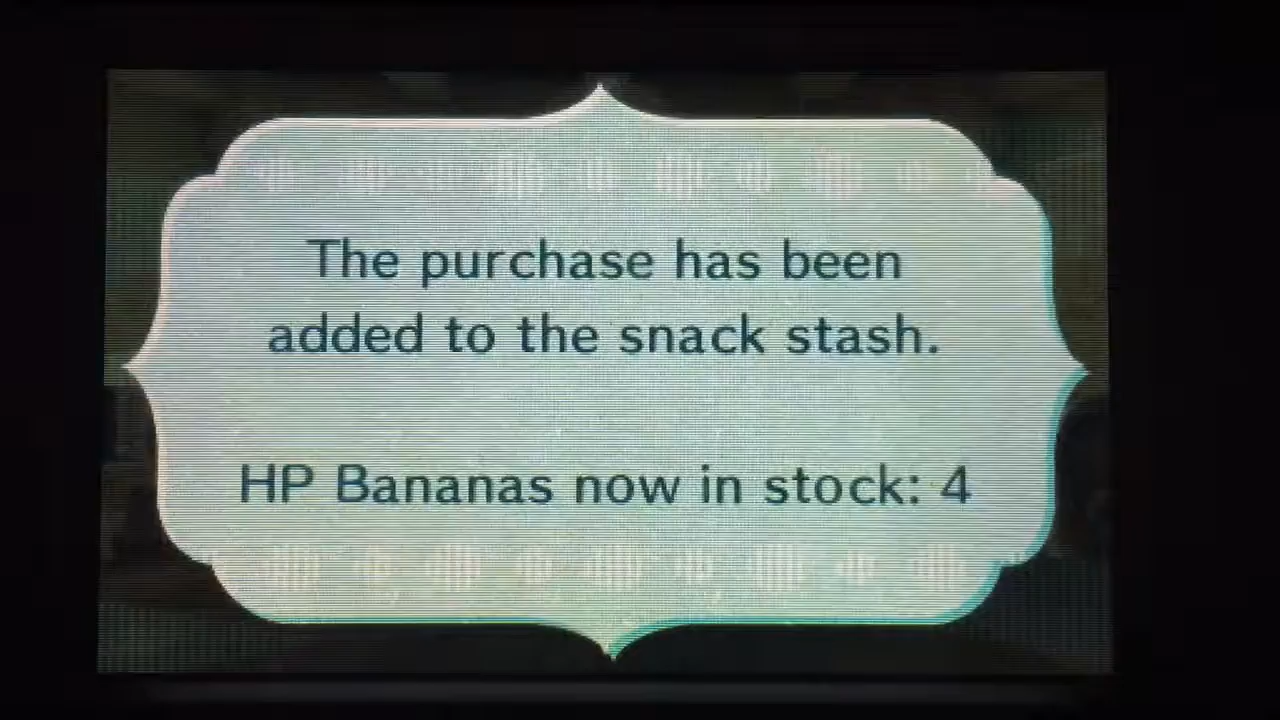 The purchase has been
added to the snack stash.
HP Bananas now in stock: 4